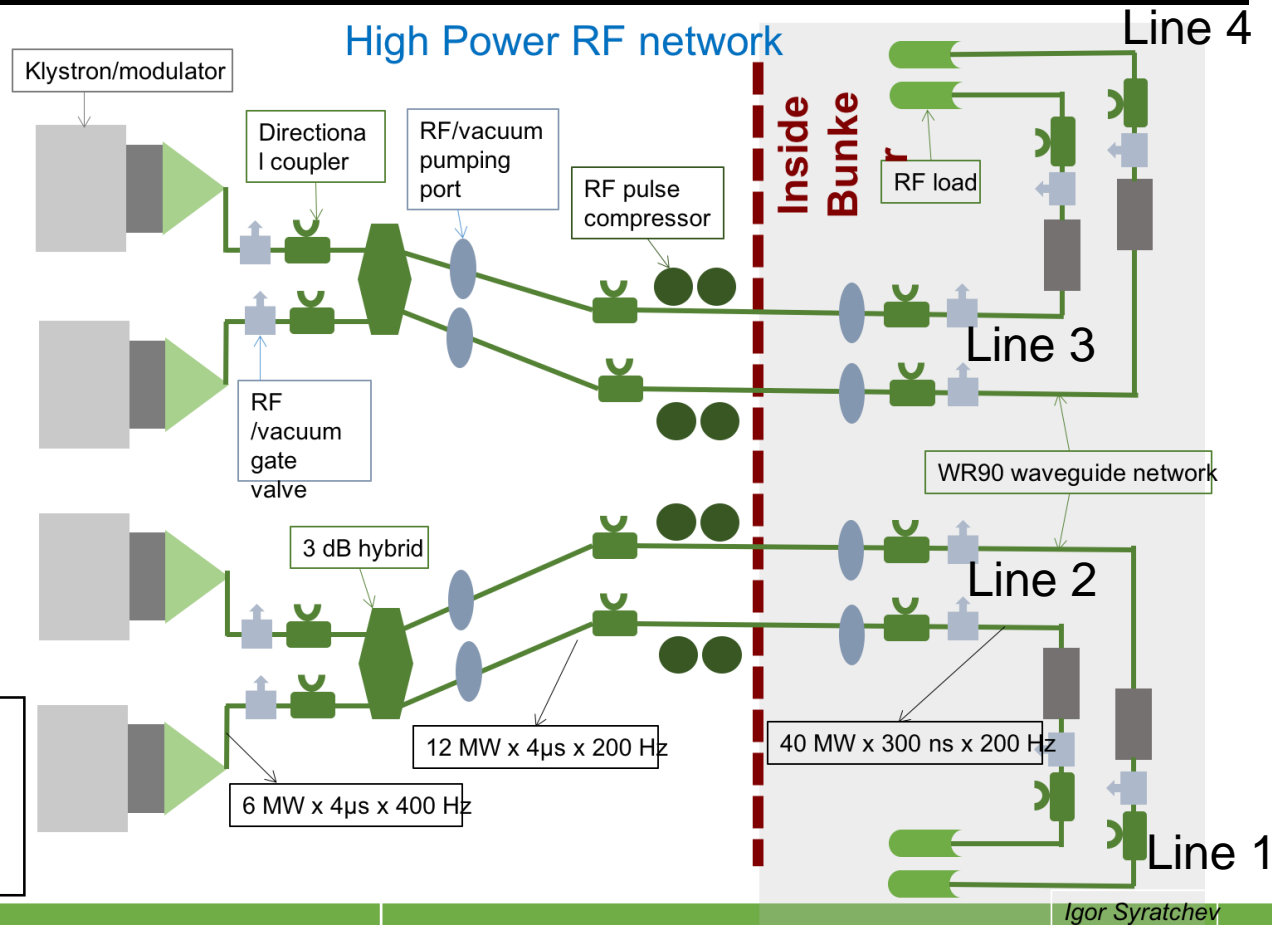 High Power RF network
Line 4
Klystron/modulator
Directiona
l coupler
RF/vacuum
pumping
port
RF pulse
compressor
Inside
Bunke
r
RF load
Line 3
RF
/vacuum
gate
valve
WR90 waveguide network
3 dB hybrid
Line 2
12 MW x 4µs x 200 Hz
40 MW x 300 ns x 200 Hz
6 MW x 4µs x 400 Hz
Line 1
Igor Syratchev